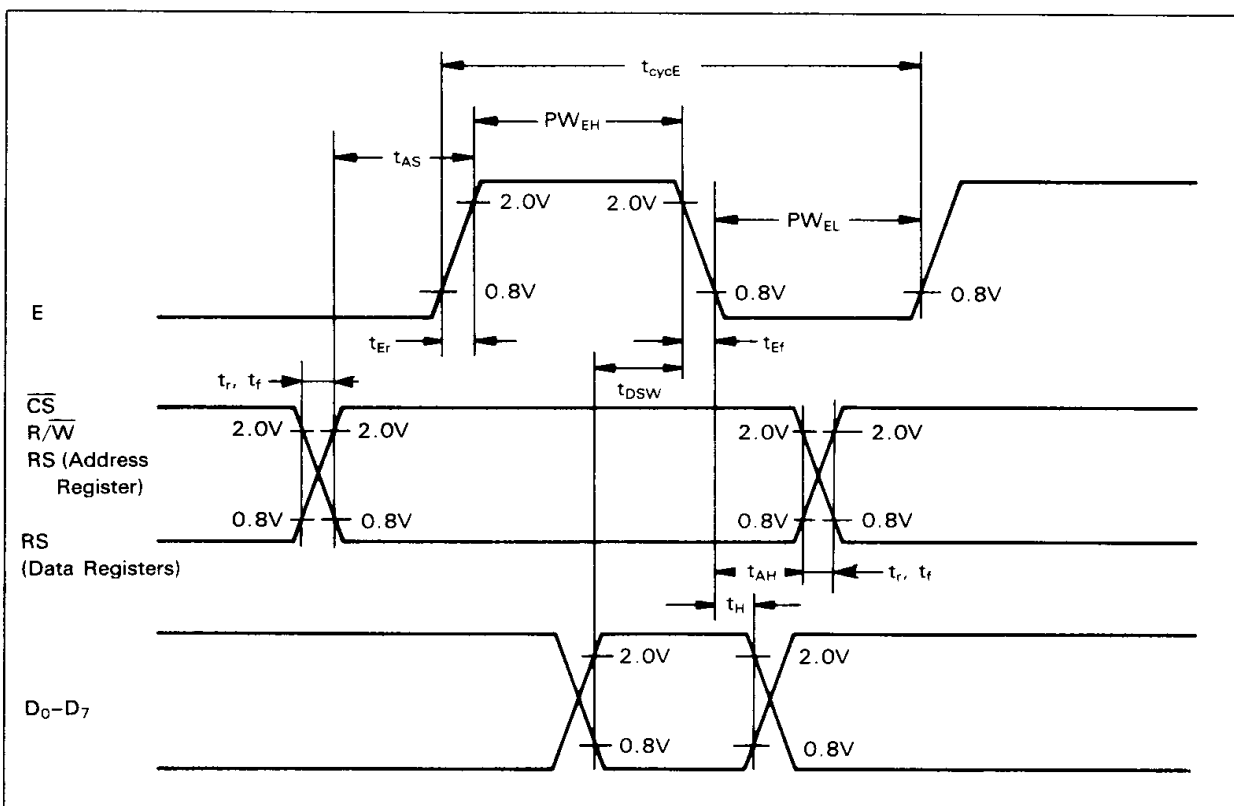 tcycE
PWEH
tAS
2.0V 2.0V
PWEL
0.8V 0.8V 0.8V
E
tEr tEf
tr, tf
tDSW
CS
R/W
2.0V 2.0V 2.0V 2.0V
RS (Address
Register)
0.8V 0.8V 0.8V 0.8V
RS
(Data Registers)
tAH tr, tf
tH
2.0V 2.0V
D0–D7
0.8V 0.8V